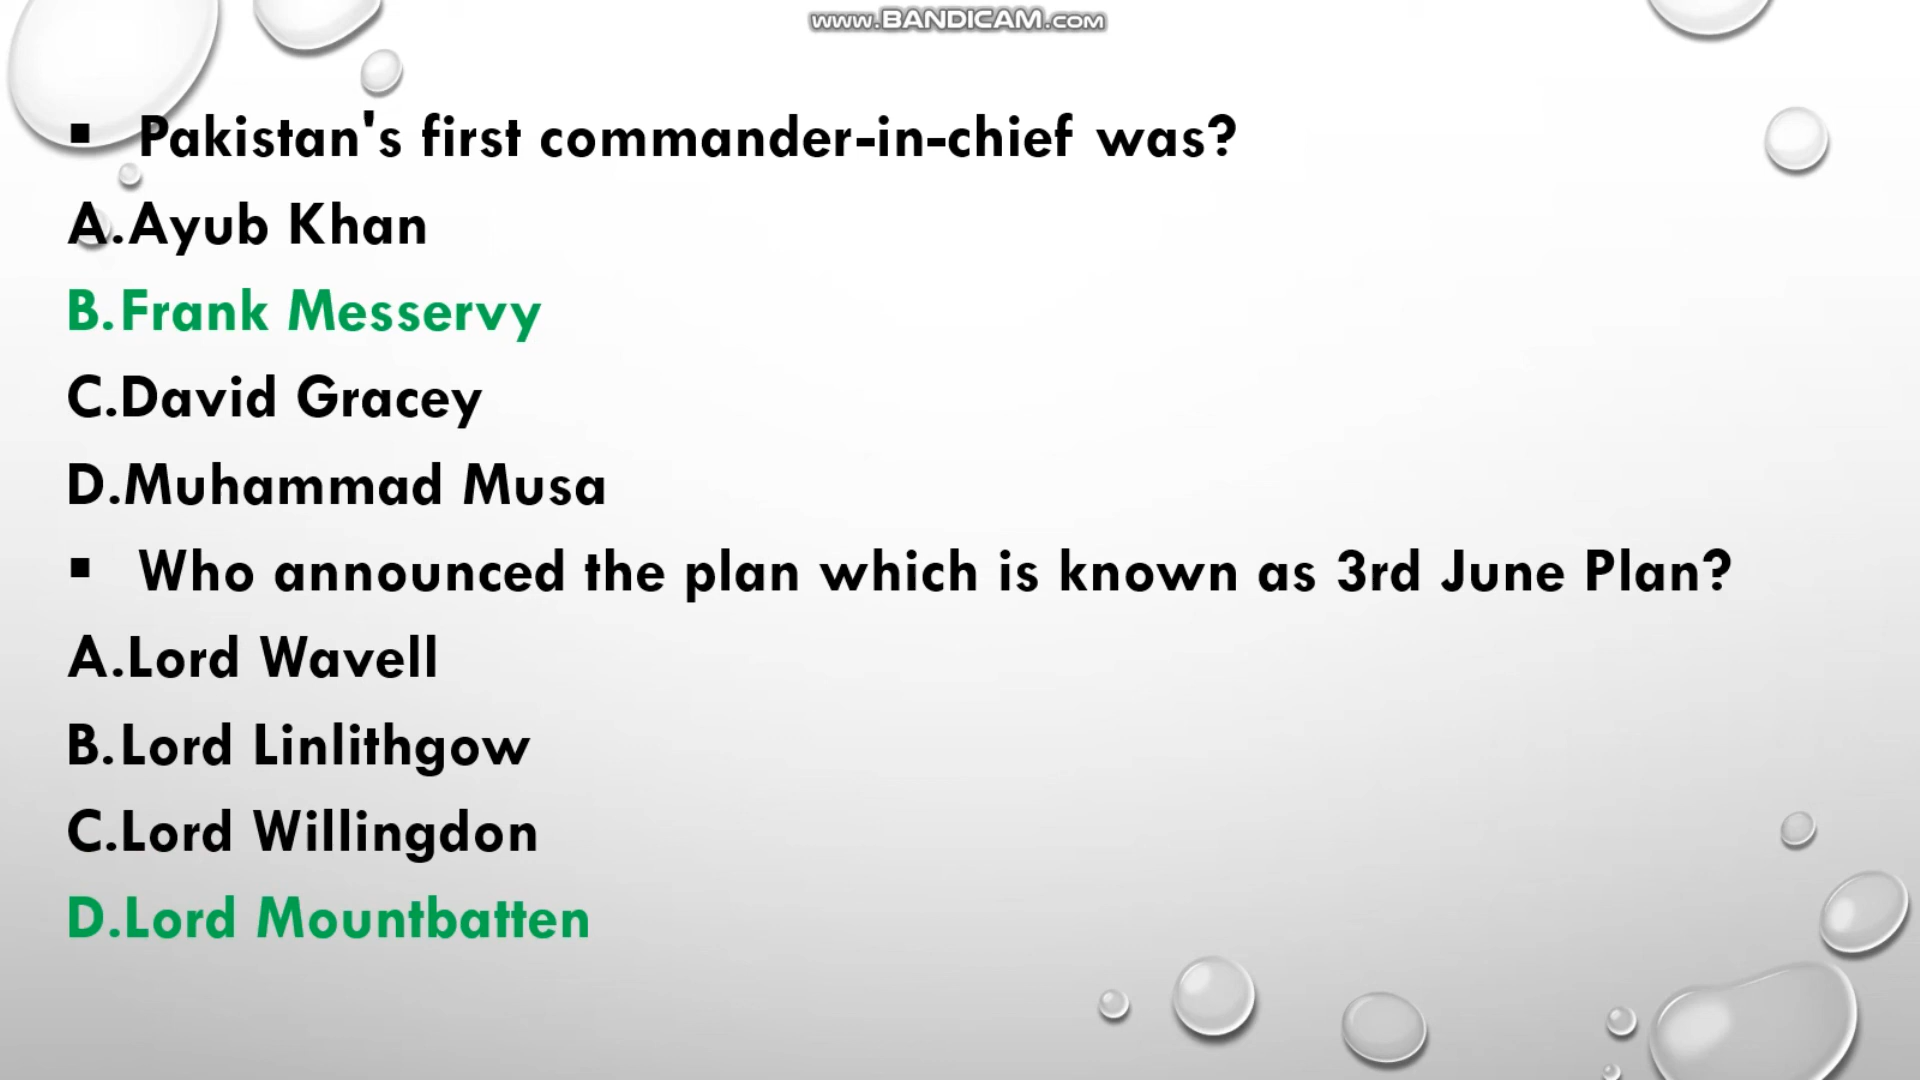 www.BANDICAM.com
▪ Pakistan's first commander-in-chief was?
A.Ayub Khan
B.Frank Messervy
C.David Gracey
D.Muhammad Musa
▪ Who announced the plan which is known as 3rd June Plan?
A.Lord Wavell
B.Lord Linlithgow
C.Lord Willingdon
D.Lord Mountbatten